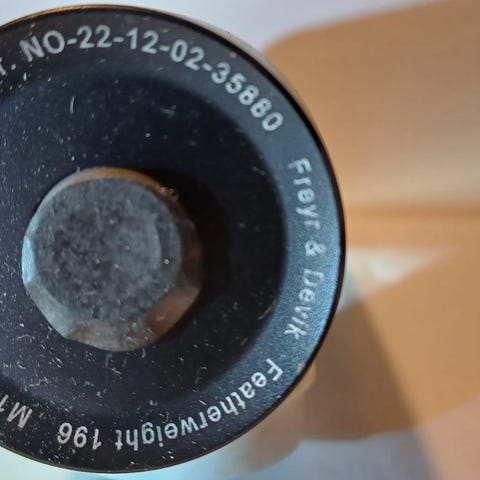 NO-22-12-02-35880
Freyr & Devik
Featherweight 196